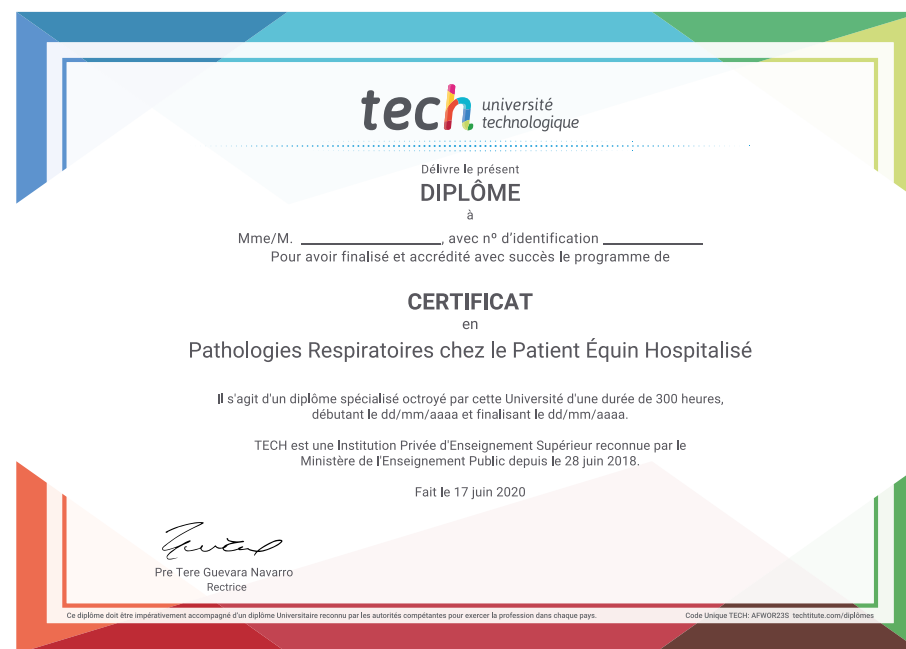 tech université
technologique
Délivre le présent
DIPLÔME
à
Mme/M. ____________________, avec nº d'identification ______________
Pour avoir finalisé et accrédité avec succès le programme de
CERTIFICAT
en
Pathologies Respiratoires chez le Patient Équin Hospitalisé
Il s'agit d'un diplôme spécialisé octroyé par cette Université d'une durée de 300 heures,
débutant le dd/mm/aaaa et finalisant le dd/mm/aaaa.
TECH est une Institution Privée d'Enseignement Supérieur reconnue par le
Ministère de l'Enseignement Public depuis le 28 juin 2018.
Fait le 17 juin 2020
Pre Tere Guevara Navarro
Rectrice
Ce diplôme doit être impérativement accompagné d'un diplôme Universitaire reconnu par les autorités compétantes pour exercer la profession dans chaque pays.
Code Unique TECH: AFWOR23S techtitute.com/diplômes